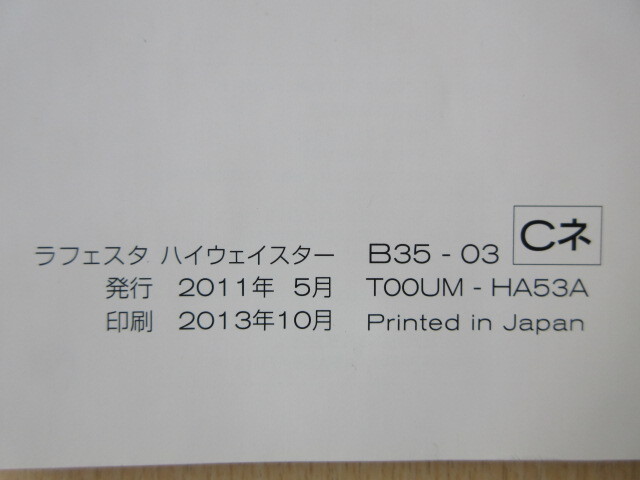 Cネ
ラフェスタ ハイウェイスター B35-03
発行 2011年 5月 T00UM-HA53A
印刷 2013年10月 Printed in Japan